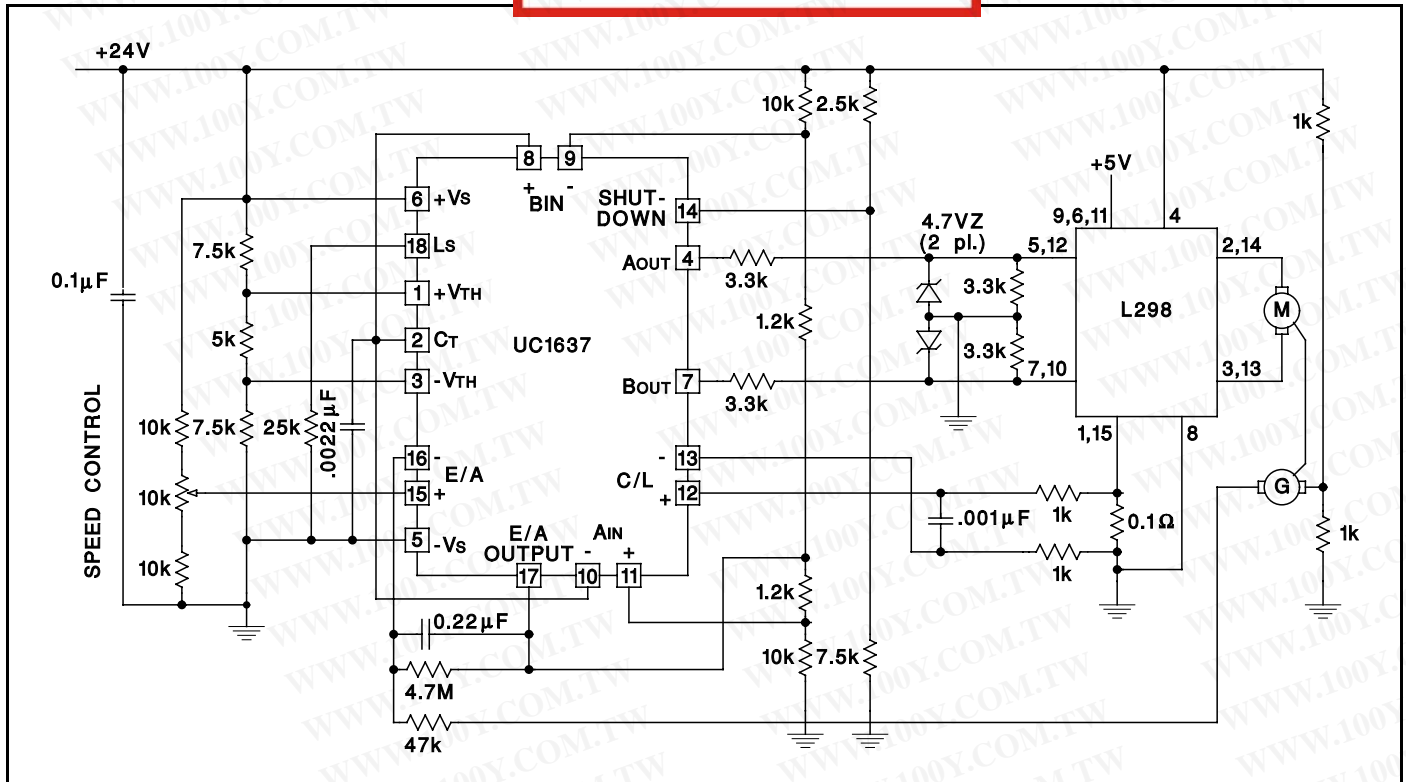 +24V
10k
2.5k
1k
8
9
+
BIN
-
6
+VS
SHUT-
DOWN
14
+5V
9,6,11
4
7.5k
18
LS
AOUT
4
3.3k
4.7VZ
(2 pl.)
5,12
2,14
0.1µF
1
+VTH
3.3k
M
5k
2
CT
UC1637
1.2k
L298
3
-VTH
BOUT
7
3.3k
3.3k
7,10
3,13
SPEED CONTROL
10k
7.5k
25k
.0022µF
16
-
E/A
15
+
-
13
C/L
+
12
1,15
8
G
10k
.001µF
1k
0.1Ω
1k
5
-VS
10k
E/A
OUTPUT
17
AIN
-
+
10
11
1k
1.2k
0.22µF
4.7M
10k
7.5k
47k
WWW.100Y.COM.TW